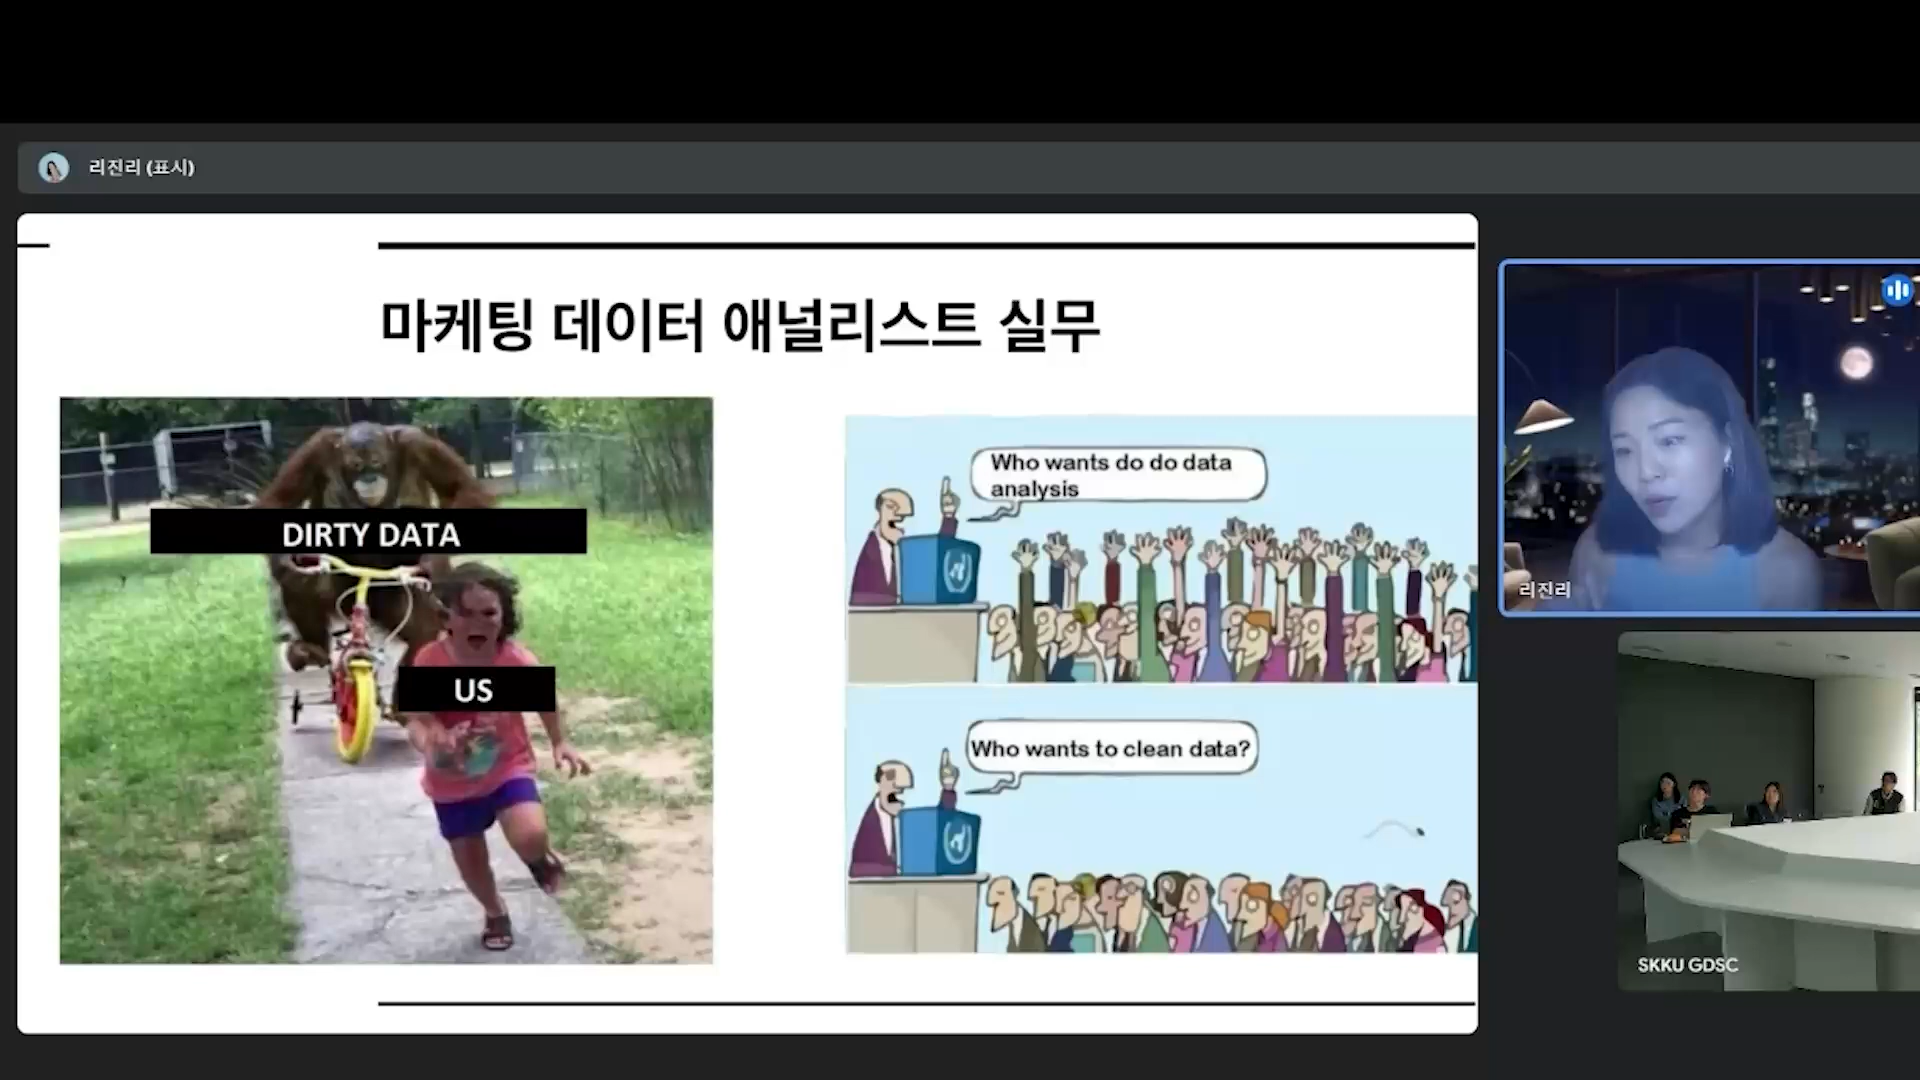 리진리 (표시)
마케팅 데이터 애널리스트 실무
DIRTY DATA
US
Who wants do do data
analysis
Who wants to clean data?
리진리
SKKU GDSC